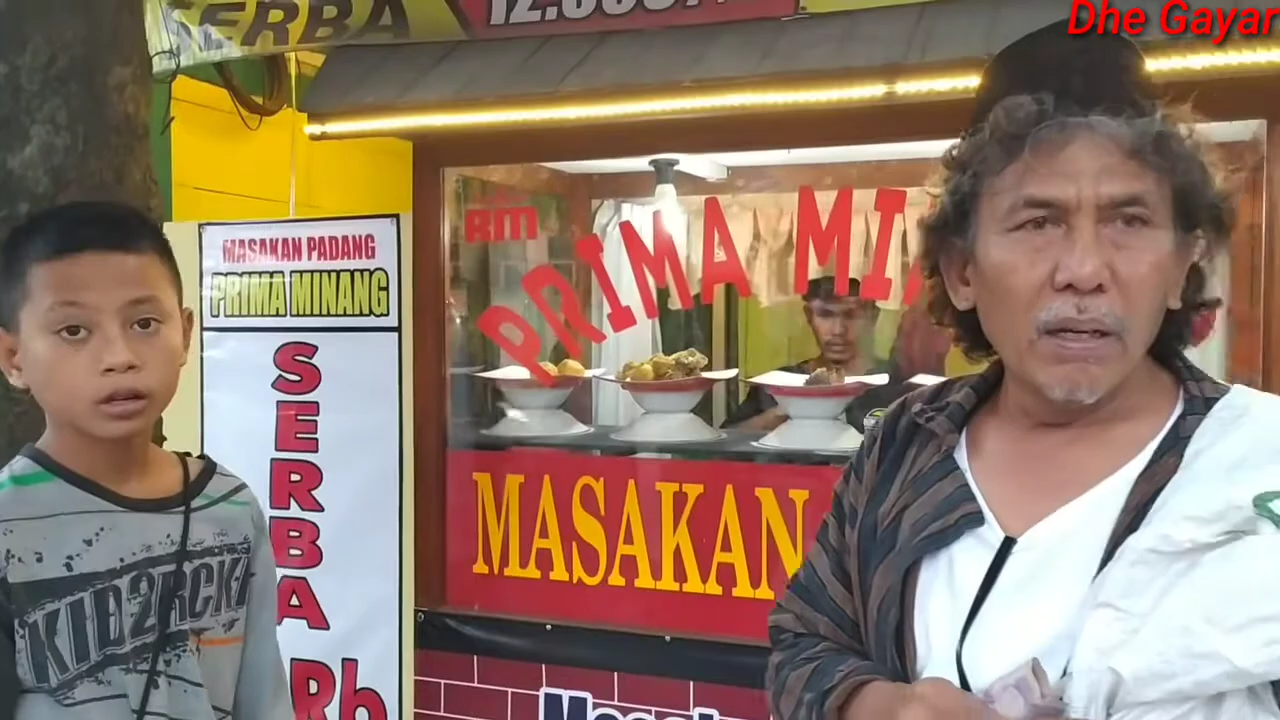 SERBA
Dhe Gayar
MASAKAN PADANG
PRIMA MINANG
SERBA
Rb
RM
PRIMA MI
MASAKAN
KID2RCK